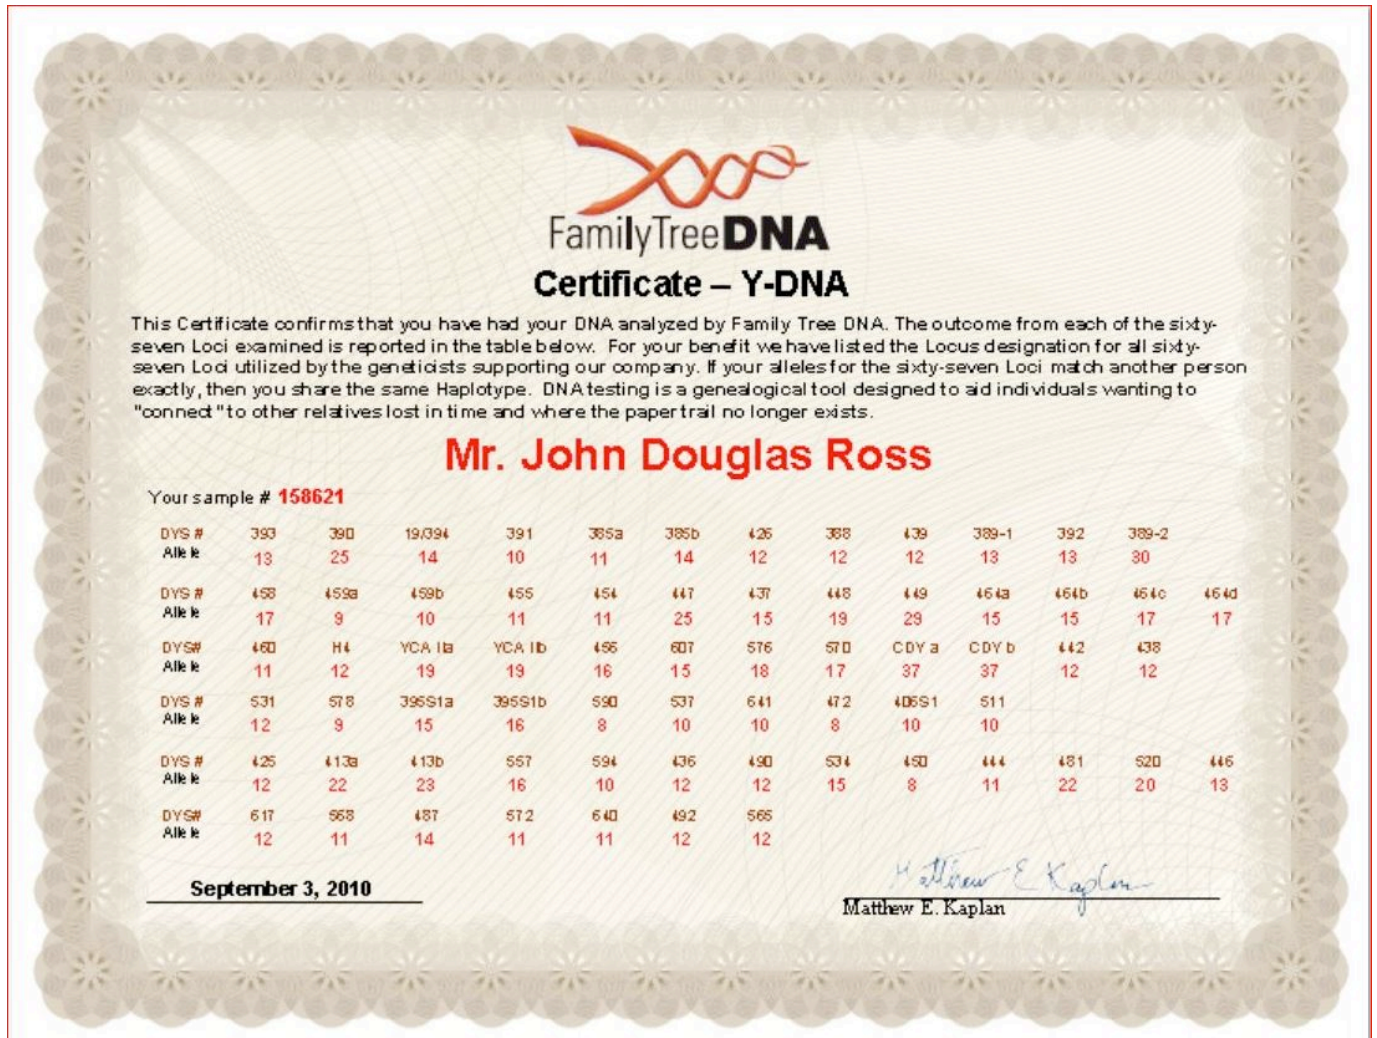 FamilyTreeDNA
Certificate – Y-DNA
This Certificate confirms that you have had your DNA analyzed by Family Tree DNA. The outcome from each of the sixty-
seven Loci examined is reported in the table below. For your benefit we have listed the Locus designation for all sixty-
seven Loci utilized by the geneticists supporting our company. If your alleles for the sixty-seven Loci match another person
exactly, then you share the same Haplotype. DNA testing is a genealogical tool designed to aid individuals wanting to
"connect" to other relatives lost in time and where the paper trail no longer exists.
Mr. John Douglas Ross
Your sample # 158621
DYS # 393 390 19/394 391 385a 385b 426 388 439 389-1 392 389-2
Allele 13 25 14 10 11 14 12 12 12 13 13 30
DYS # 458 459a 459b 455 454 447 437 448 449 464a 464b 464c 464d
Allele 17 9 10 11 11 25 15 19 29 15 15 17 17
DYS# 460 H4 YCA IIa YCA IIb 456 607 576 570 CDY a CDY b 442 438
Allele 11 12 19 19 16 15 18 17 37 37 12 12
DYS # 531 578 395S1a 395S1b 590 537 641 472 406S1 511
Allele 12 9 15 16 8 10 10 8 10 10
DYS # 425 413a 413b 557 594 436 490 534 450 444 481 520 446
Allele 12 22 23 16 10 12 12 15 8 11 22 20 13
DYS# 617 568 487 572 640 492 565
Allele 12 11 14 11 11 12 12
Matthew E Kaplan
September 3, 2010
Matthew E. Kaplan